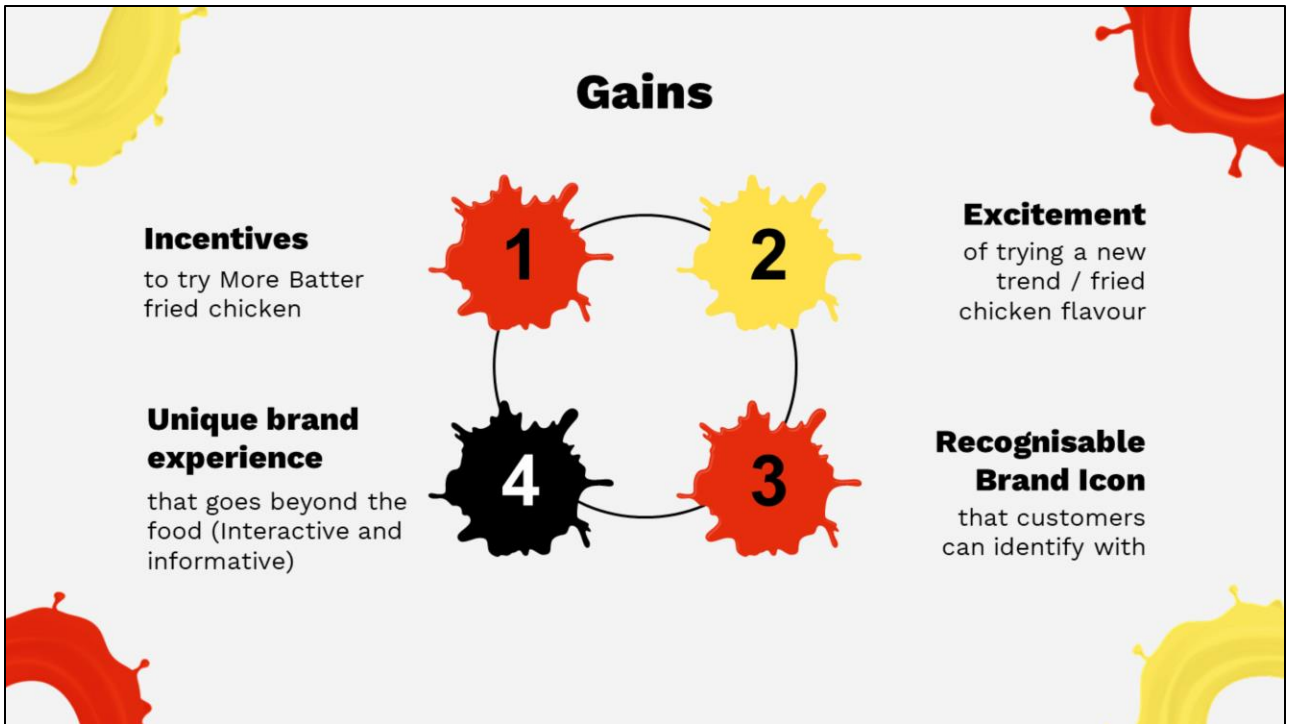 Gains
1
Incentives
to try More Batter
fried chicken
2
Excitement
of trying a new
trend / fried
chicken flavour
3
Recognisable
Brand Icon
that customers
can identify with
4
Unique brand
experience
that goes beyond the
food (Interactive and
informative)